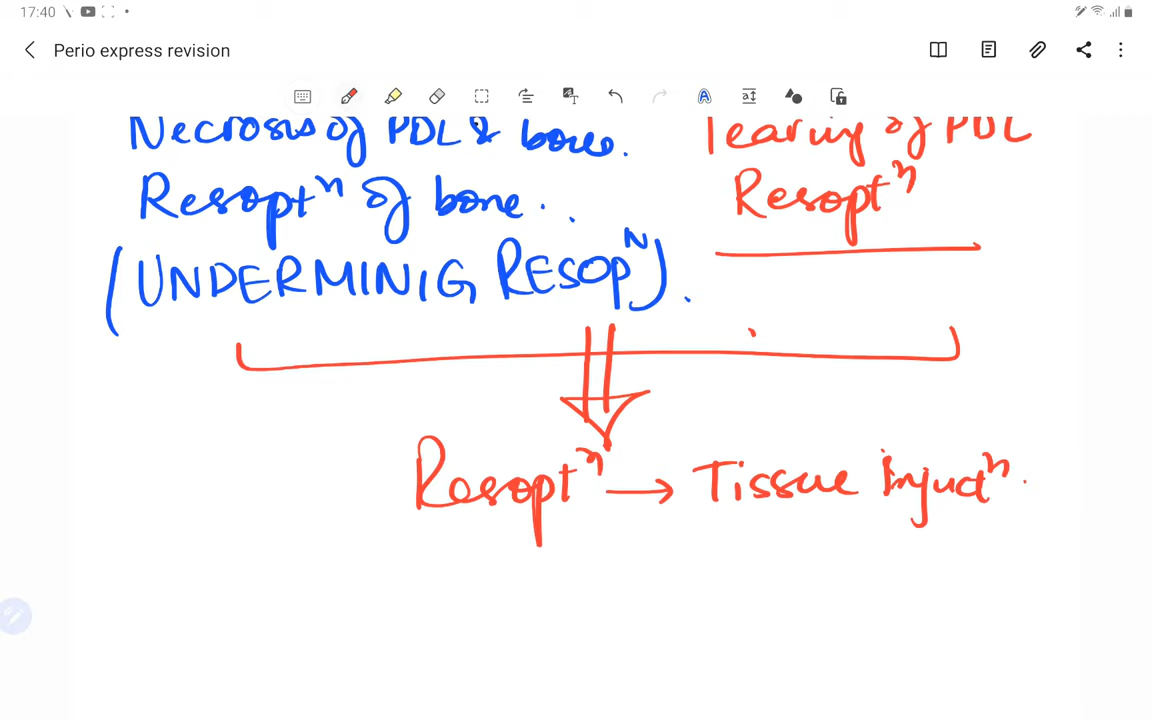 17:40
Perio express revision
Necrosis of PDL & bone.
Tearing of PDL
Resoptⁿ of bone..
Resoptⁿ
(UNDERMINIG RESOPᴺ).
Resoptⁿ → Tissue injuctⁿ.